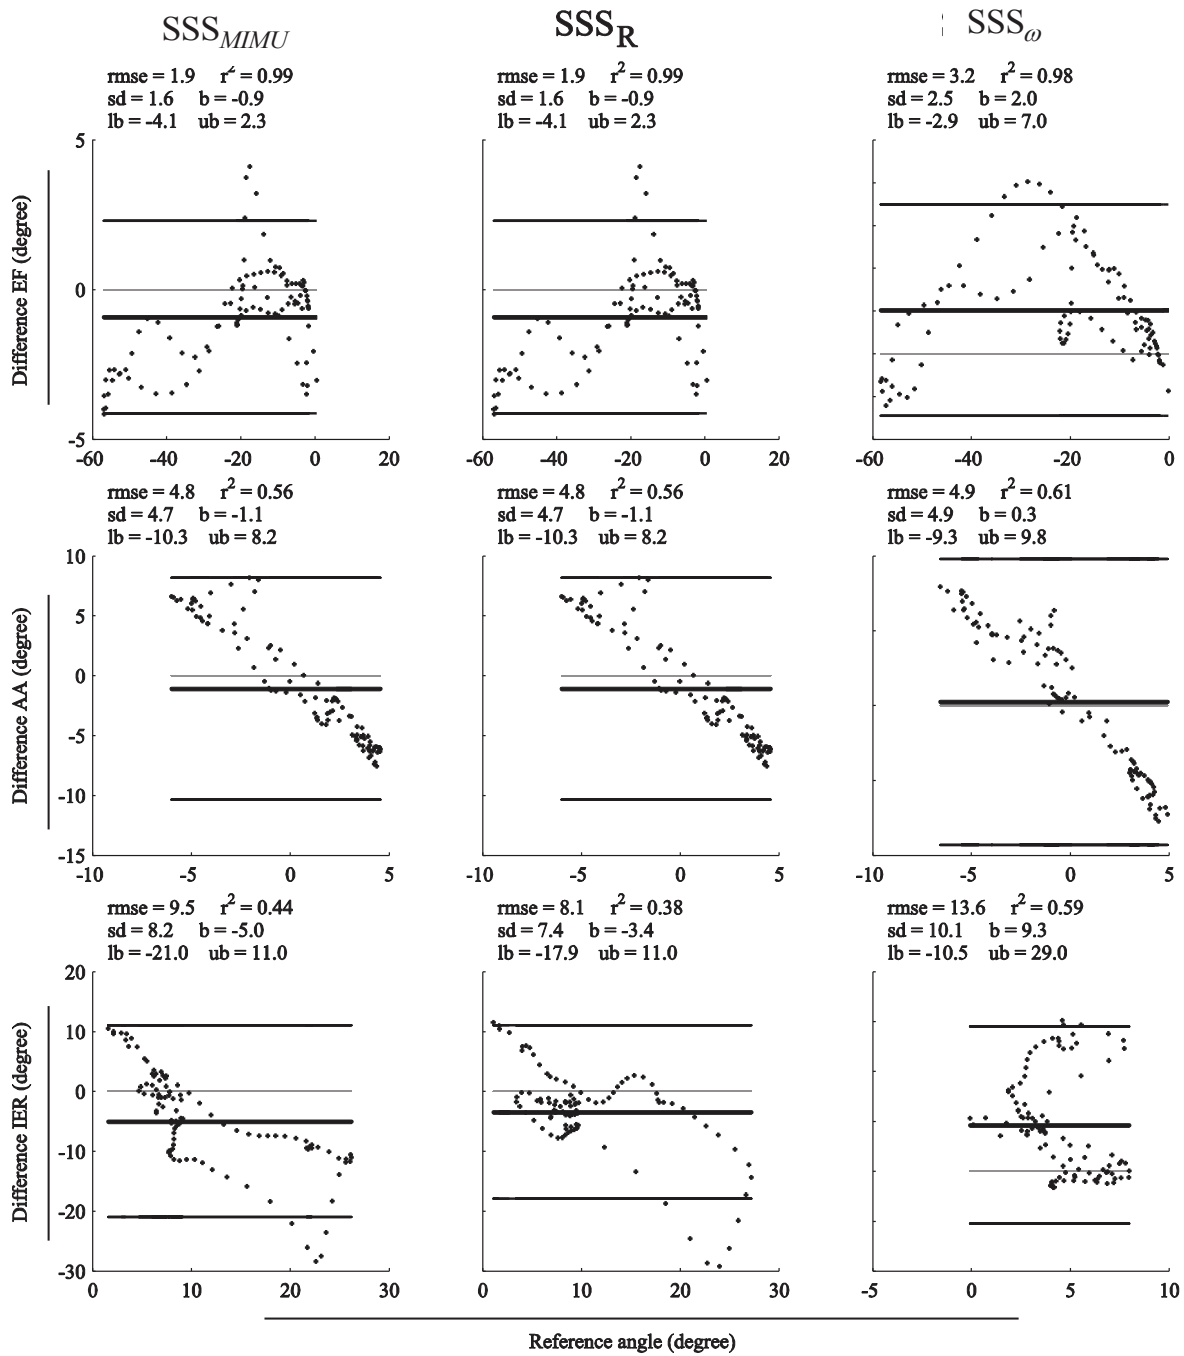 SSS_MIMU SSS_R SSS_ω
rmse = 1.9 r² = 0.99 rmse = 1.9 r² = 0.99 rmse = 3.2 r² = 0.98
sd = 1.6 b = -0.9 sd = 1.6 b = -0.9 sd = 2.5 b = 2.0
lb = -4.1 ub = 2.3 lb = -4.1 ub = 2.3 lb = -2.9 ub = 7.0
5
0
-5
Difference EF (degree)
-60 -40 -20 0 20 -60 -40 -20 0 20 -60 -40 -20 0
rmse = 4.8 r² = 0.56 rmse = 4.8 r² = 0.56 rmse = 4.9 r² = 0.61
sd = 4.7 b = -1.1 sd = 4.7 b = -1.1 sd = 4.9 b = 0.3
lb = -10.3 ub = 8.2 lb = -10.3 ub = 8.2 lb = -9.3 ub = 9.8
10
5
0
-5
-10
-15
Difference AA (degree)
-10 -5 0 5 -10 -5 0 5 -10 -5 0 5
rmse = 9.5 r² = 0.44 rmse = 8.1 r² = 0.38 rmse = 13.6 r² = 0.59
sd = 8.2 b = -5.0 sd = 7.4 b = -3.4 sd = 10.1 b = 9.3
lb = -21.0 ub = 11.0 lb = -17.9 ub = 11.0 lb = -10.5 ub = 29.0
20
10
0
-10
-20
-30
Difference IER (degree)
0 10 20 30 0 10 20 30 -5 0 5 10
Reference angle (degree)